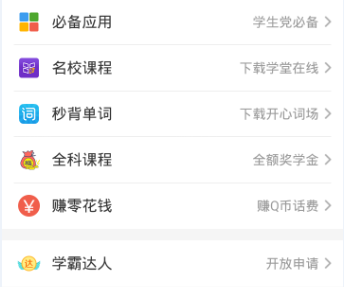 必备应用 学生党必备
名校课程 下载学堂在线
词 秒背单词 下载开心词场
全科课程 全额奖学金
¥ 赚零花钱 赚Q币话费
达 学霸达人 开放申请